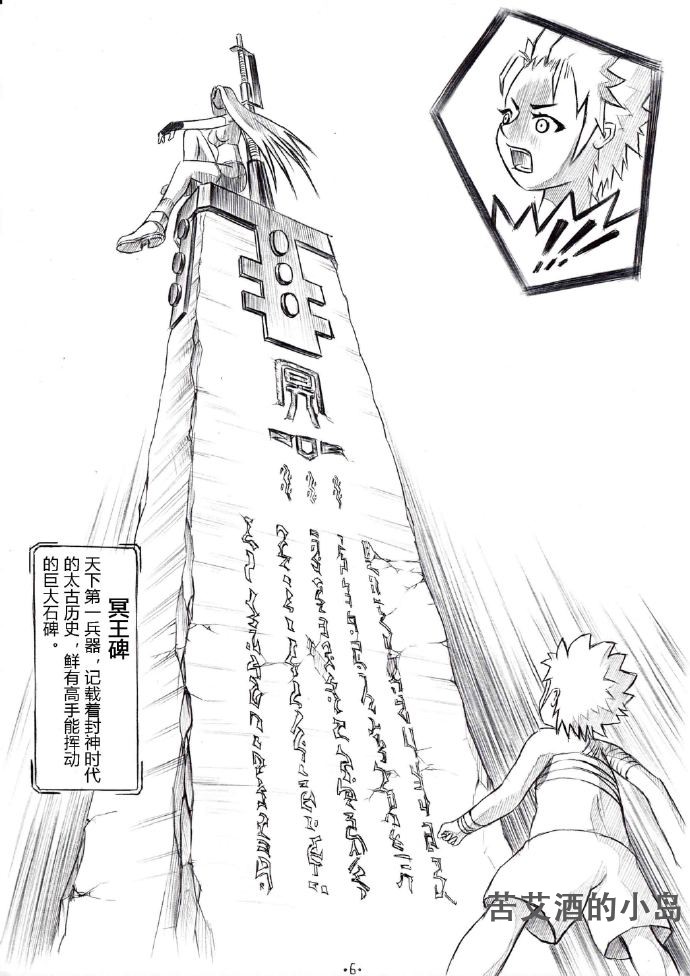 !!!
冥
冥王碑
天下第一兵器，记载着封神时代
的太古历史，鲜有高手能挥动
的巨大石碑。
苦艾酒的小岛
·6·